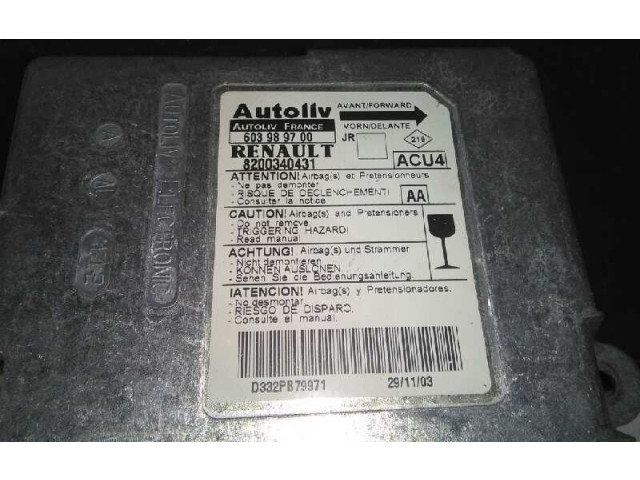 Autoliv
AVANT/FORWARD
AUTOLIV FRANCE
VORN/DELANTE
603 98 97 00
JR
215
RENAULT
8200340431
ACU4
ATTENTION! Airbag(s) et Pretensionneurs
- Ne pas demonter
- RISQUE DE DECLENCHEMENT!
- Consulter la notice
AA
CAUTION! Airbag(s) and Pretensioners
- Do not remove
- TRIGGERING HAZARD!
- Read manual
ACHTUNG! Airbag(s) und Strammer
- Nicht demontieren
- KONNEN AUSLONEN
- Sehen Sie die Bedienungsanleitung.
!ATENCION! Airbag(s) y Pretensionadores.
- No desmontar
- RIESGO DE DISPARO.
- Consulte el manual.
D332PB79971
29/11/03
AUTOLIV ELECTRONICS